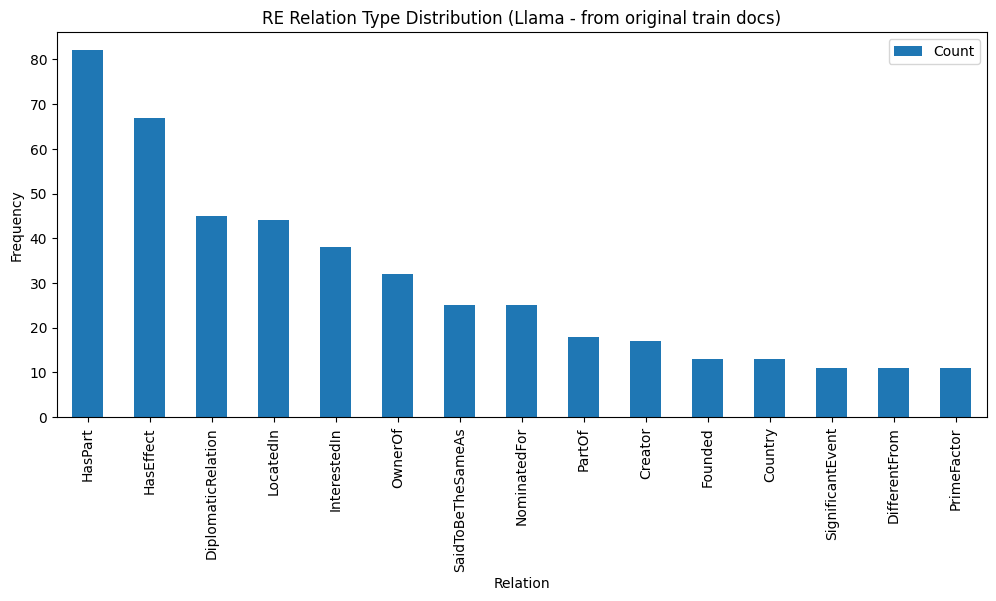 RE Relation Type Distribution (Llama - from original train docs)
Count
Frequency
80
70
60
50
40
30
20
10
0
HasPart
HasEffect
DiplomaticRelation
LocatedIn
InterestedIn
OwnerOf
SaidToBeTheSameAs
NominatedFor
PartOf
Creator
Founded
Country
SignificantEvent
DifferentFrom
PrimeFactor
Relation